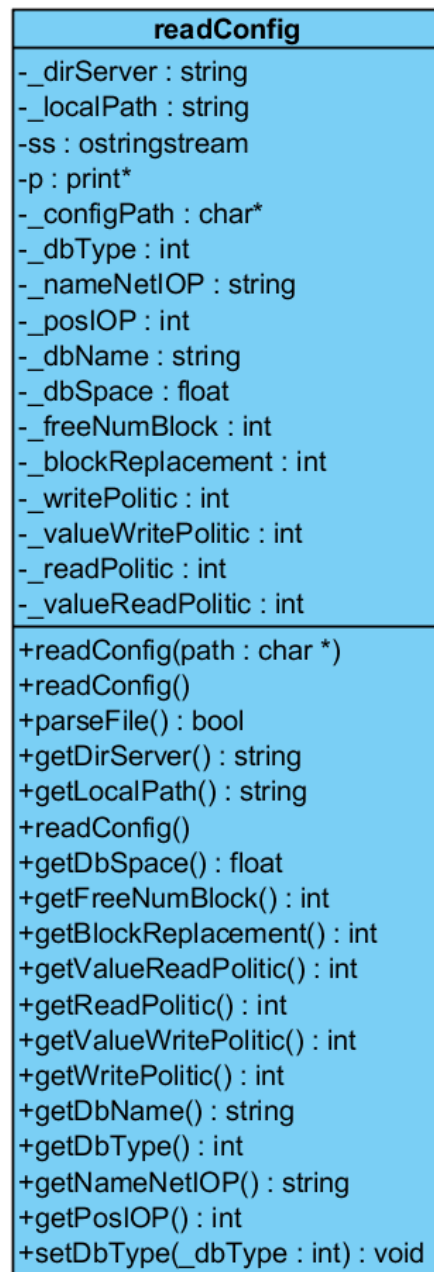 readConfig
-_dirServer : string
-_localPath : string
-ss : ostringstream
-p : print*
-_configPath : char*
-_dbType : int
-_nameNetIOP : string
-_posIOP : int
-_dbName : string
-_dbSpace : float
-_freeNumBlock : int
-_blockReplacement : int
-_writePolitic : int
-_valueWritePolitic : int
-_readPolitic : int
-_valueReadPolitic : int
+readConfig(path : char *)
+readConfig()
+parseFile() : bool
+getDirServer() : string
+getLocalPath() : string
+readConfig()
+getDbSpace() : float
+getFreeNumBlock() : int
+getBlockReplacement() : int
+getValueReadPolitic() : int
+getReadPolitic() : int
+getValueWritePolitic() : int
+getWritePolitic() : int
+getDbName() : string
+getDbType() : int
+getNameNetIOP() : string
+getPosIOP() : int
+setDbType(_dbType : int) : void